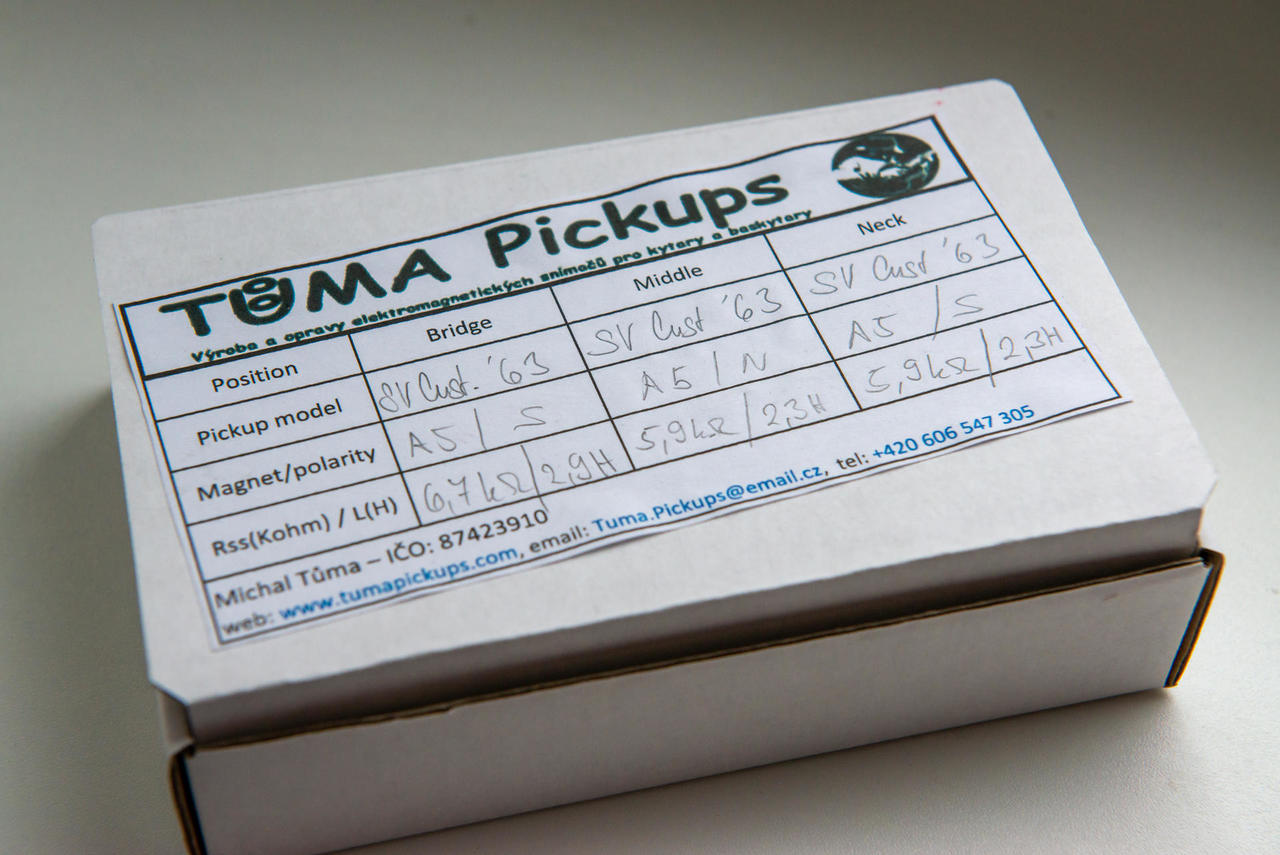 TŮMA Pickups
Výroba a opravy elektromagnetických snímačů pro kytary a baskytary
Position Bridge Middle Neck
Pickup model SV Cust. '63 SV Cust '63 SV Cust '63
Magnet/polarity A5 / S A5 / N A5 / S
Rss(Kohm) / L(H) 6,7kΩ/2,9H 5,9kΩ/2,3H 5,9kΩ/2,3H
Michal Tůma – IČO: 87423910
web: www.tumapickups.com, email: Tuma.Pickups@email.cz, tel: +420 606 547 305